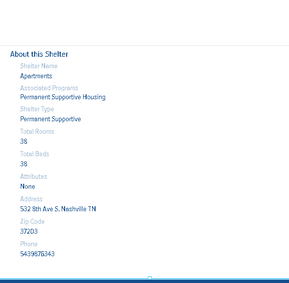 About this Shelter
Shelter Name
Apartments
Associated Programs
Permanent Supportive Housing
Shelter Type
Permanent Supportive
Total Rooms
38
Total Beds
38
Attributes
None
Address
532 8th Ave S, Nashville TN
Zip Code
37203
Phone
5439876343